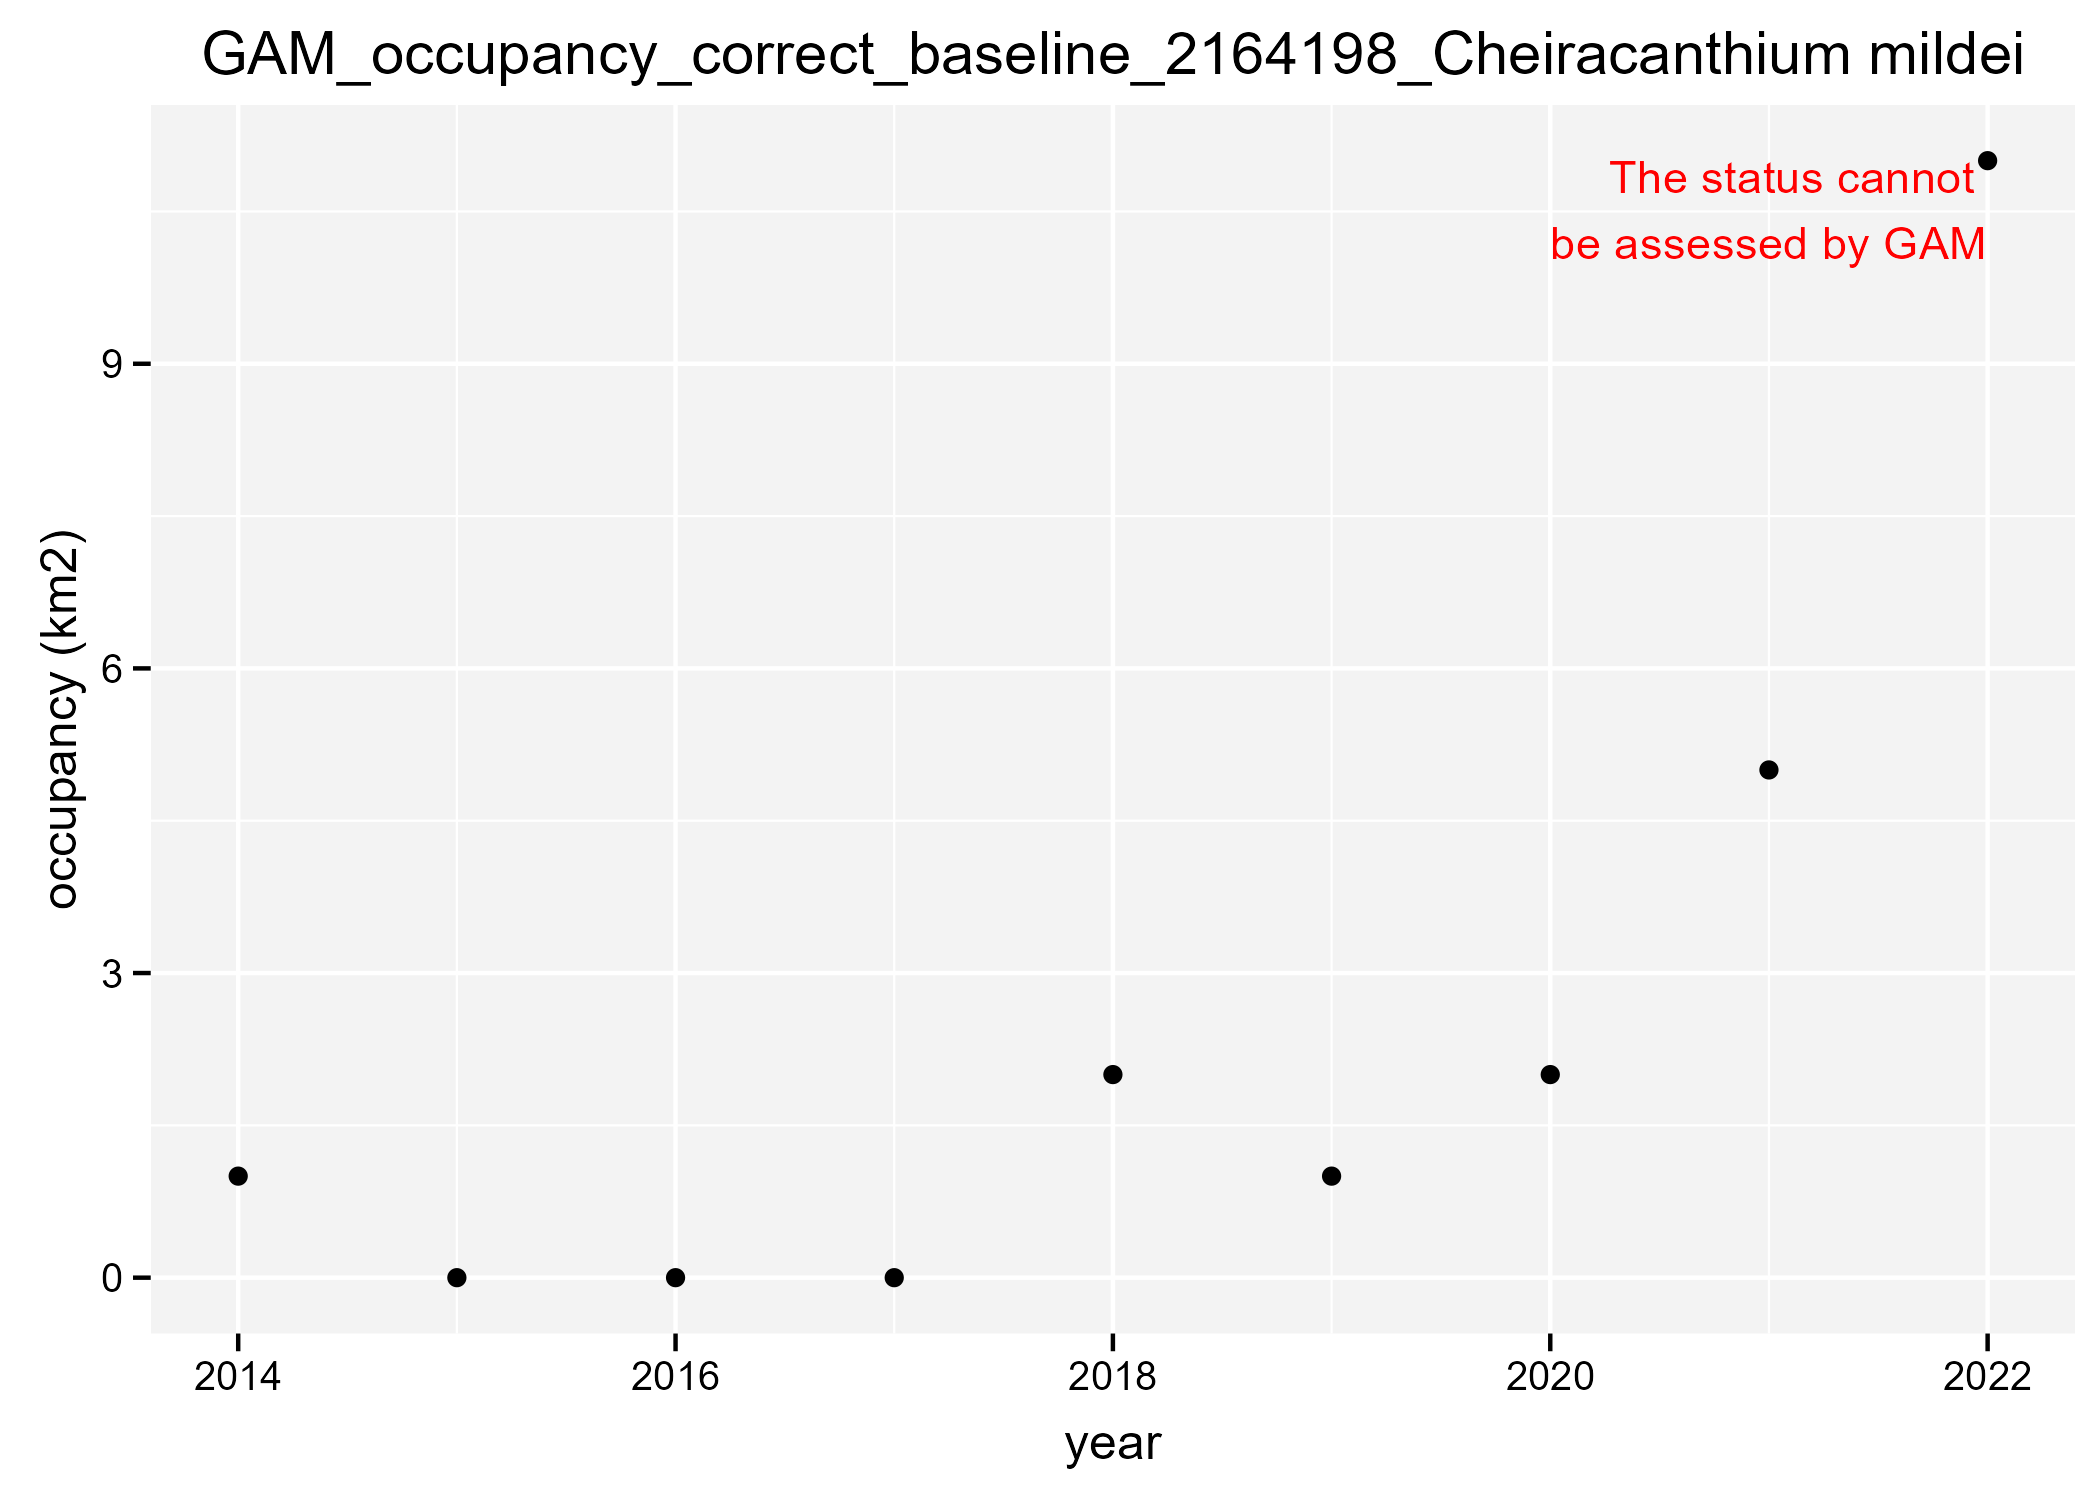 GAM_occupancy_correct_baseline_2164198_Cheiracanthium mildei
The status cannot
be assessed by GAM
9
6
3
0
occupancy (km2)
2014 2016 2018 2020 2022
year